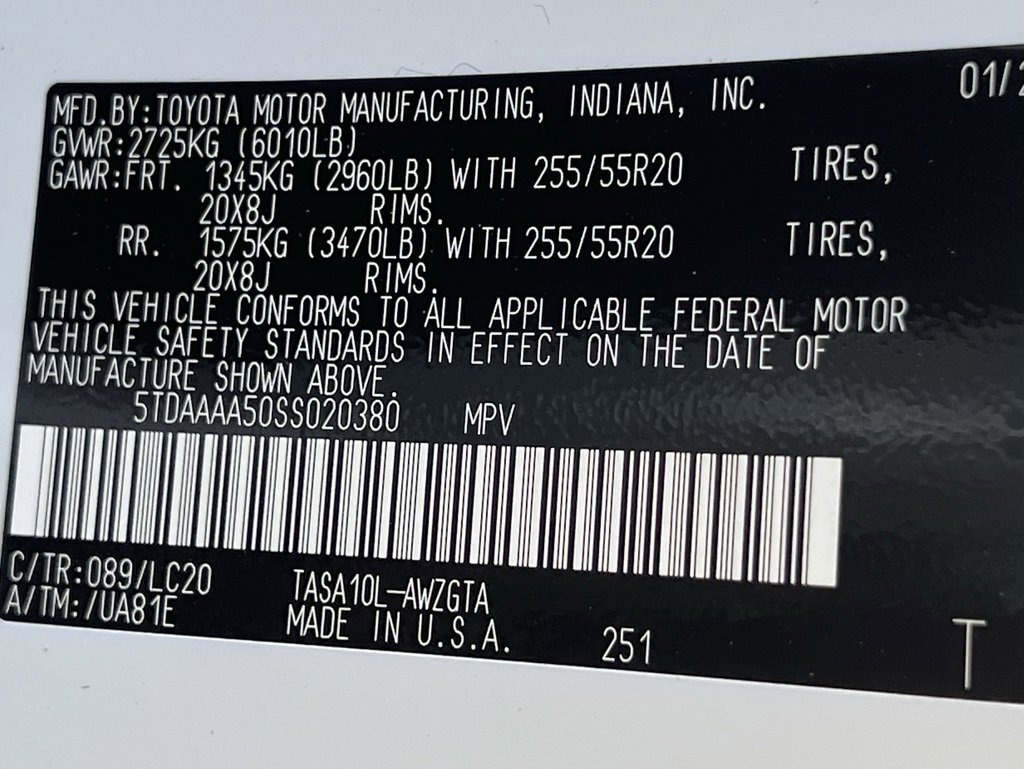 MFD.BY:TOYOTA MOTOR MANUFACTURING, INDIANA, INC. 01/2
GVWR:2725KG (6010LB)
GAWR:FRT. 1345KG (2960LB) WITH 255/55R20 TIRES,
20X8J RIMS.
RR. 1575KG (3470LB) WITH 255/55R20 TIRES,
20X8J RIMS.
THIS VEHICLE CONFORMS TO ALL APPLICABLE FEDERAL MOTOR
VEHICLE SAFETY STANDARDS IN EFFECT ON THE DATE OF
MANUFACTURE SHOWN ABOVE.
5TDAAAA50SS020380 MPV
C/TR:089/LC20 TASA10L-AWZGTA
A/TM:/UA81E MADE IN U.S.A. 251 T